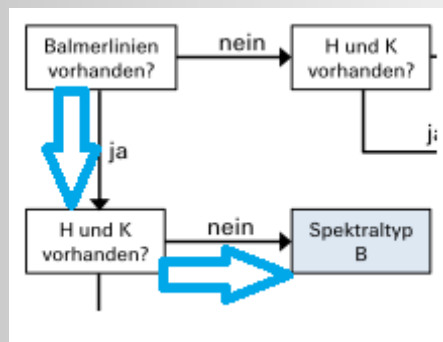 Balmerlinien
vorhanden?
nein
H und K
vorhanden?
ja
H und K
vorhanden?
nein
Spektraltyp
B